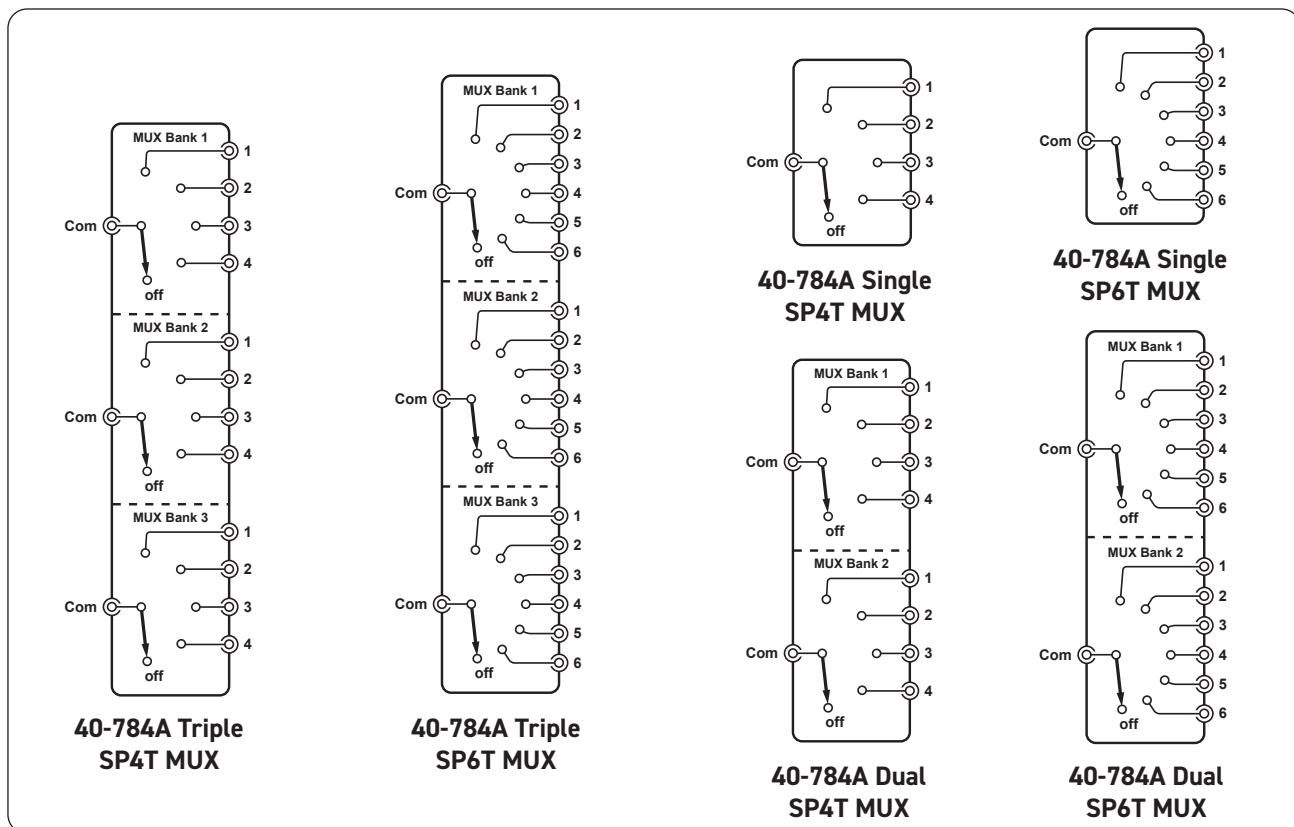 MUX Bank 1
1
2
Com
3
4
off
MUX Bank 2
1
2
Com
3
4
off
MUX Bank 3
1
2
Com
3
4
off
40-784A Triple
SP4T MUX
MUX Bank 1
1
2
3
Com
4
5
off
6
MUX Bank 2
1
2
3
Com
4
5
off
6
MUX Bank 3
1
2
3
Com
4
5
off
6
40-784A Triple
SP6T MUX
1
2
Com
3
4
off
40-784A Single
SP4T MUX
1
2
3
Com
4
5
off
6
40-784A Single
SP6T MUX
MUX Bank 1
1
2
Com
3
4
off
MUX Bank 2
1
2
Com
3
4
off
40-784A Dual
SP4T MUX
MUX Bank 1
1
2
3
Com
4
5
off
6
MUX Bank 2
1
2
3
Com
4
5
off
6
40-784A Dual
SP6T MUX